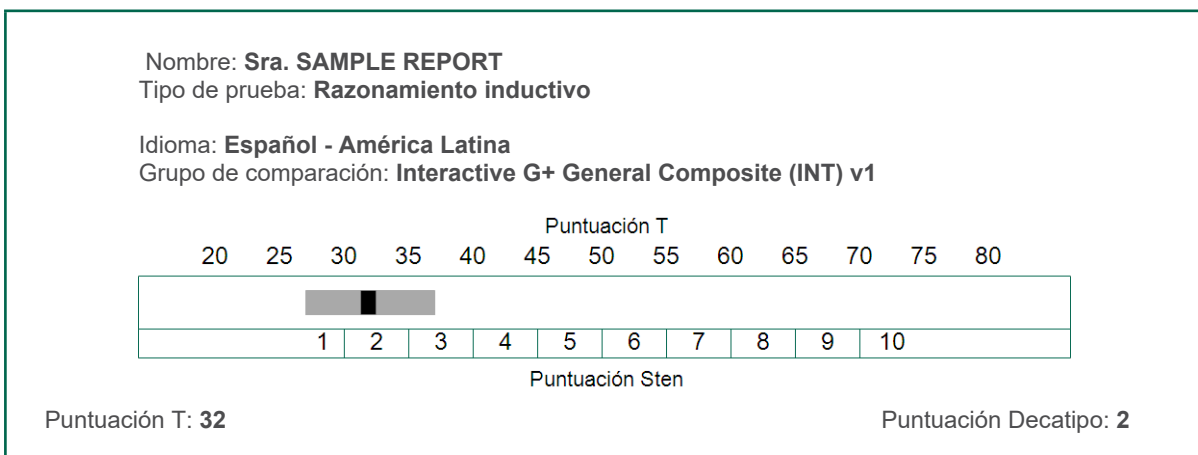 Nombre: Sra. SAMPLE REPORT
Tipo de prueba: Razonamiento inductivo
Idioma: Español - América Latina
Grupo de comparación: Interactive G+ General Composite (INT) v1
Puntuación T
20 25 30 35 40 45 50 55 60 65 70 75 80
1 2 3 4 5 6 7 8 9 10
Puntuación Sten
Puntuación T: 32 Puntuación Decatipo: 2